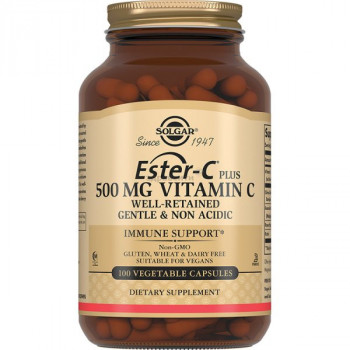 SOLGAR®
Since 1947
Ester-C® PLUS
500 MG VITAMIN C
WELL-RETAINED
GENTLE & NON ACIDIC
IMMUNE SUPPORT*
Non-GMO
GLUTEN, WHEAT & DAIRY FREE
SUITABLE FOR VEGANS
100 VEGETABLE CAPSULES
DIETARY SUPPLEMENT